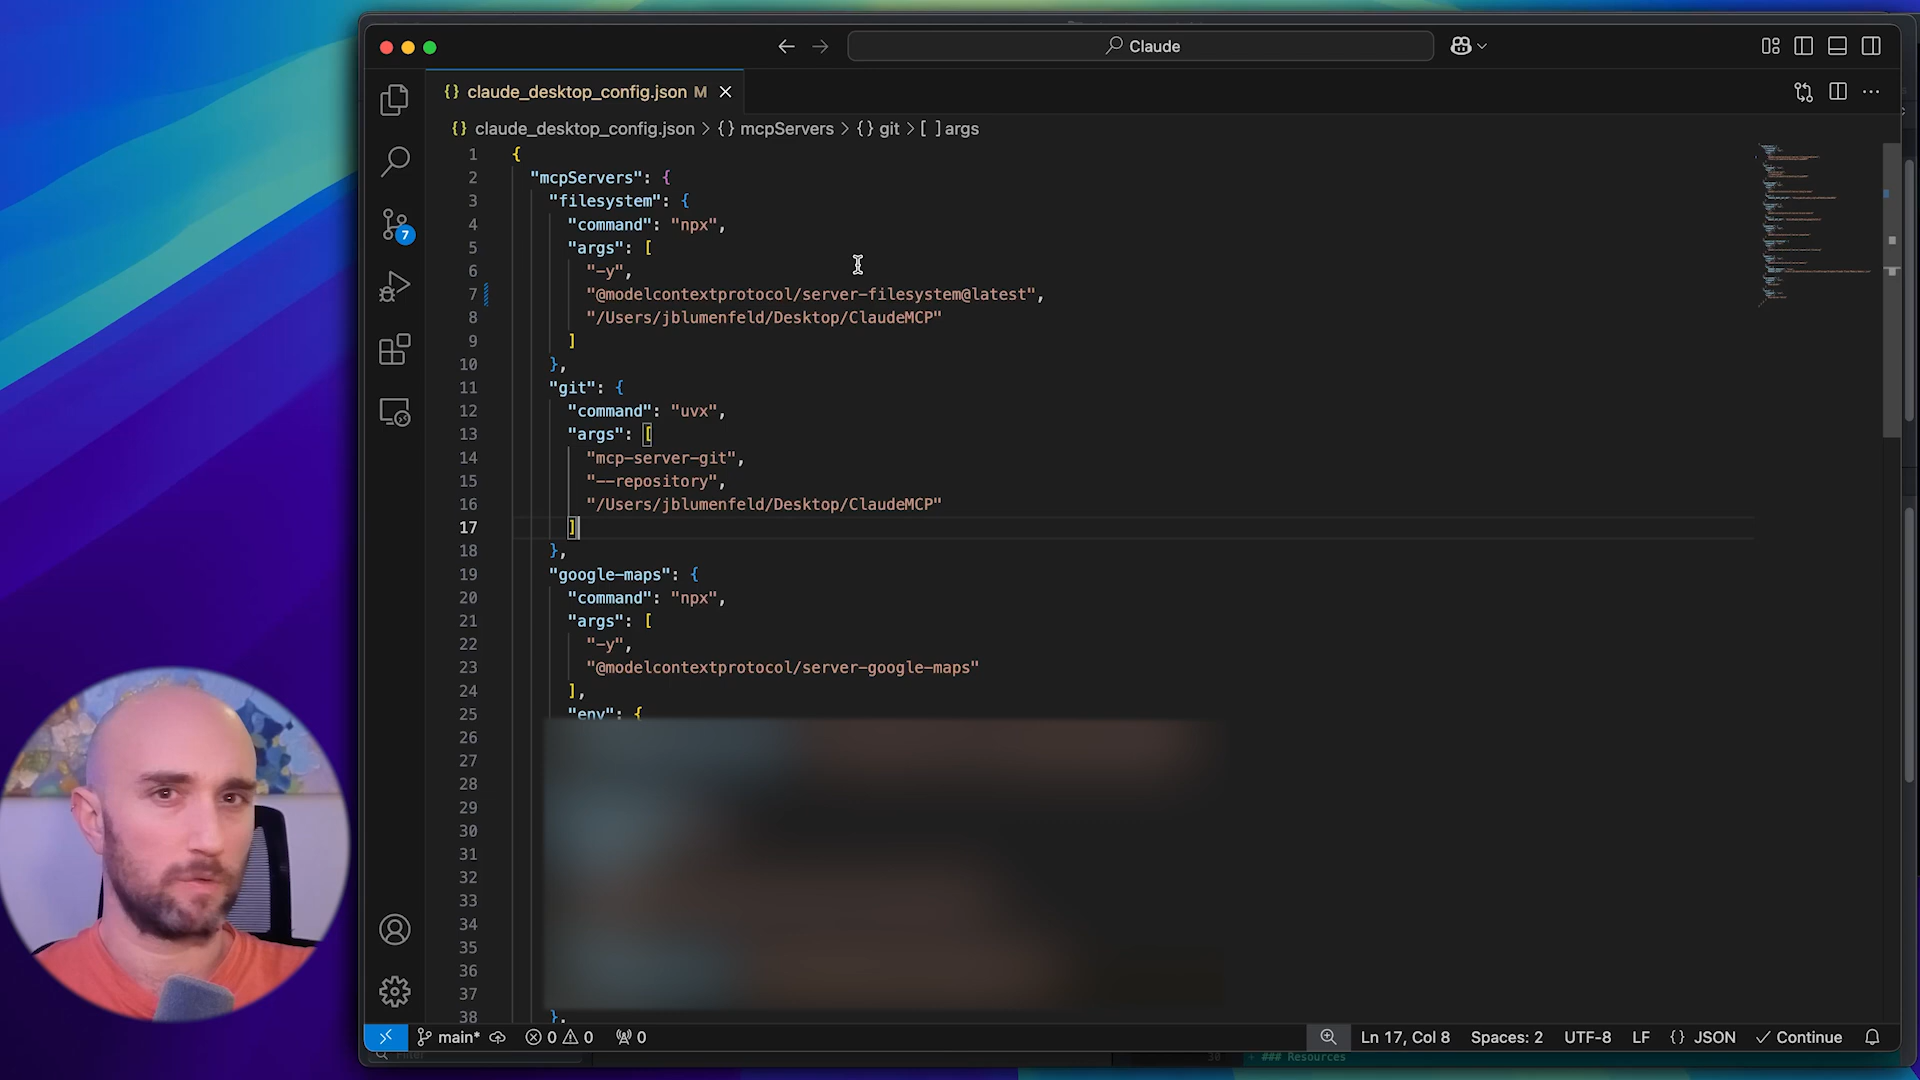 Claude
claude_desktop_config.json M
claude_desktop_config.json > {} mcpServers > {} git > [ ] args
1 {
2 "mcpServers": {
3 "filesystem": {
4 "command": "npx",
5 "args": [
6 "-y",
7 "@modelcontextprotocol/server-filesystem@latest",
8 "/Users/jblumenfeld/Desktop/ClaudeMCP"
9 ]
10 },
11 "git": {
12 "command": "uvx",
13 "args": [
14 "mcp-server-git",
15 "--repository",
16 "/Users/jblumenfeld/Desktop/ClaudeMCP"
17 ]
18 },
19 "google-maps": {
20 "command": "npx",
21 "args": [
22 "-y",
23 "@modelcontextprotocol/server-google-maps"
24 ],
25 "env": {
26
27
28
29
30
31
32
33
34
35
36
37
38 },
7
main* 0 0 0 Ln 17, Col 8 Spaces: 2 UTF-8 LF {} JSON Continue
Filter 30 + ### Resources